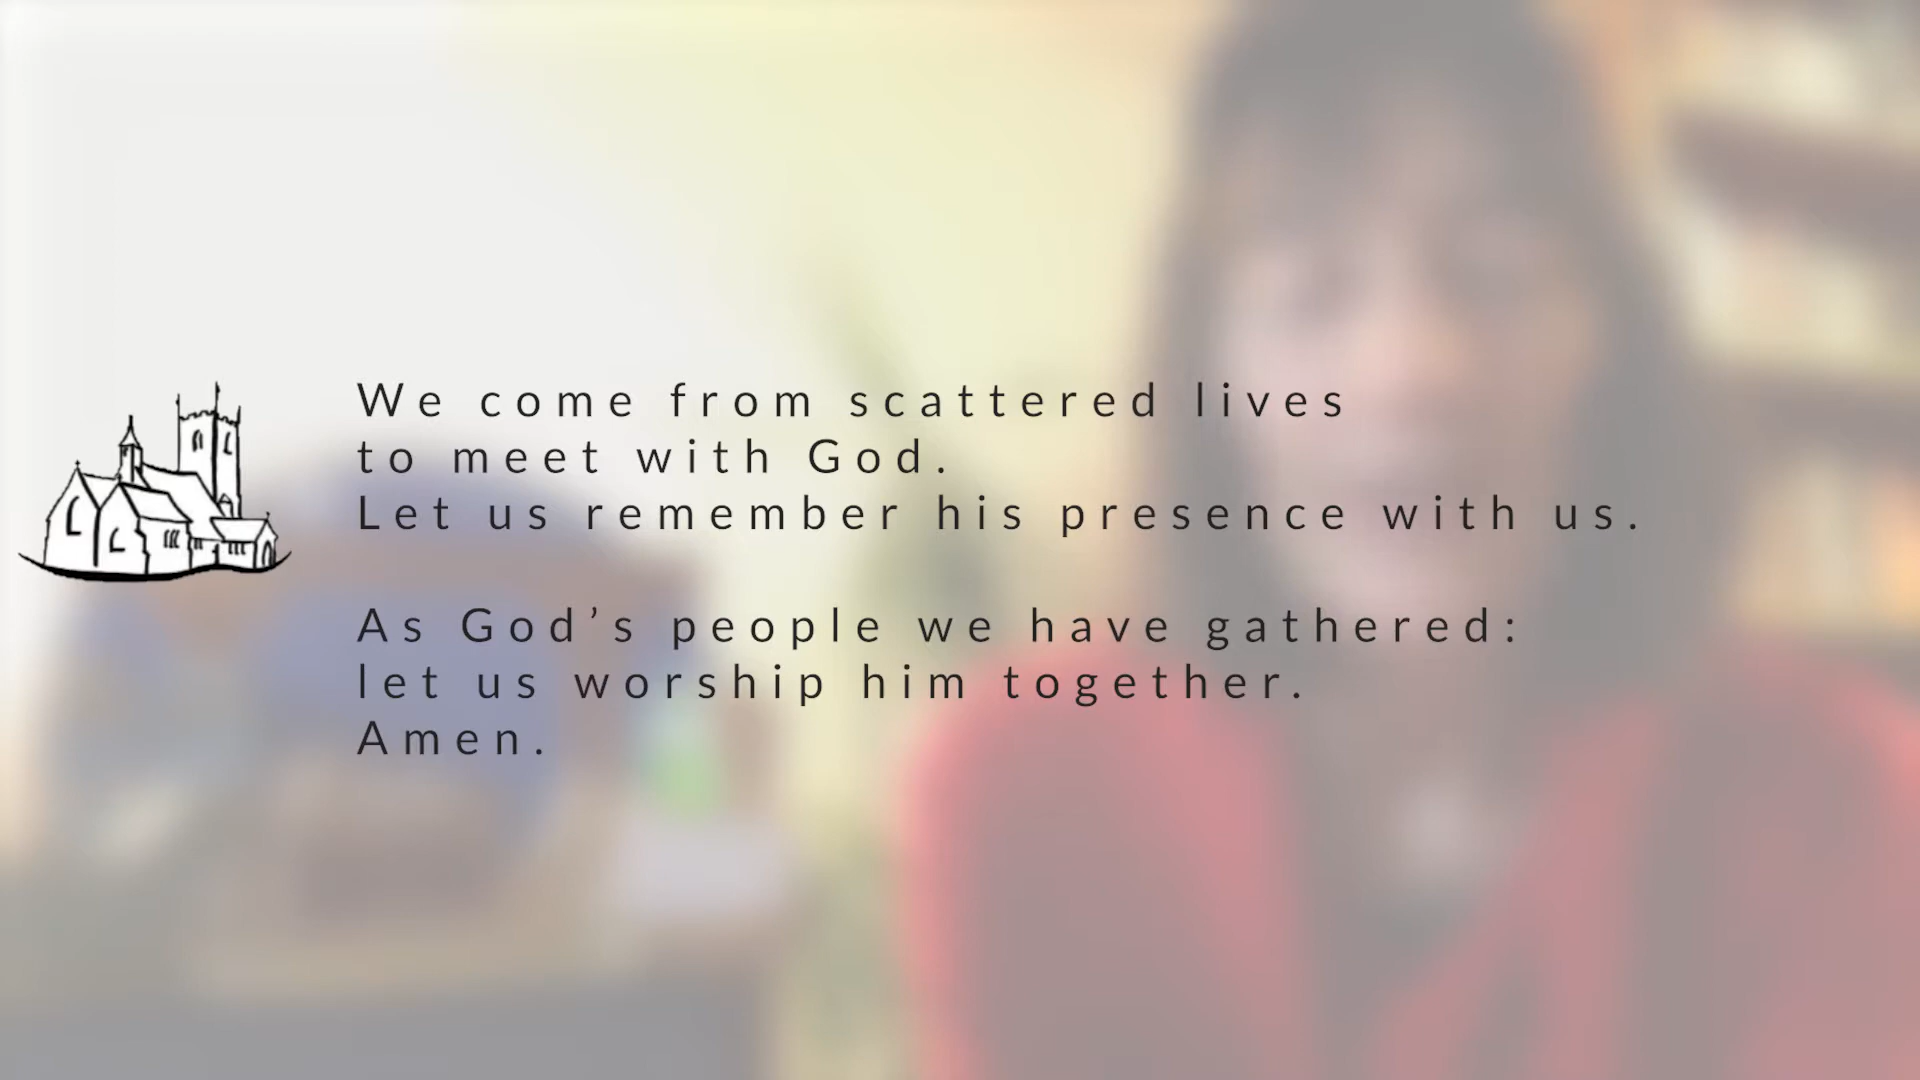 We come from scattered lives
to meet with God.
Let us remember his presence with us.
As God’s people we have gathered:
let us worship him together.
Amen.